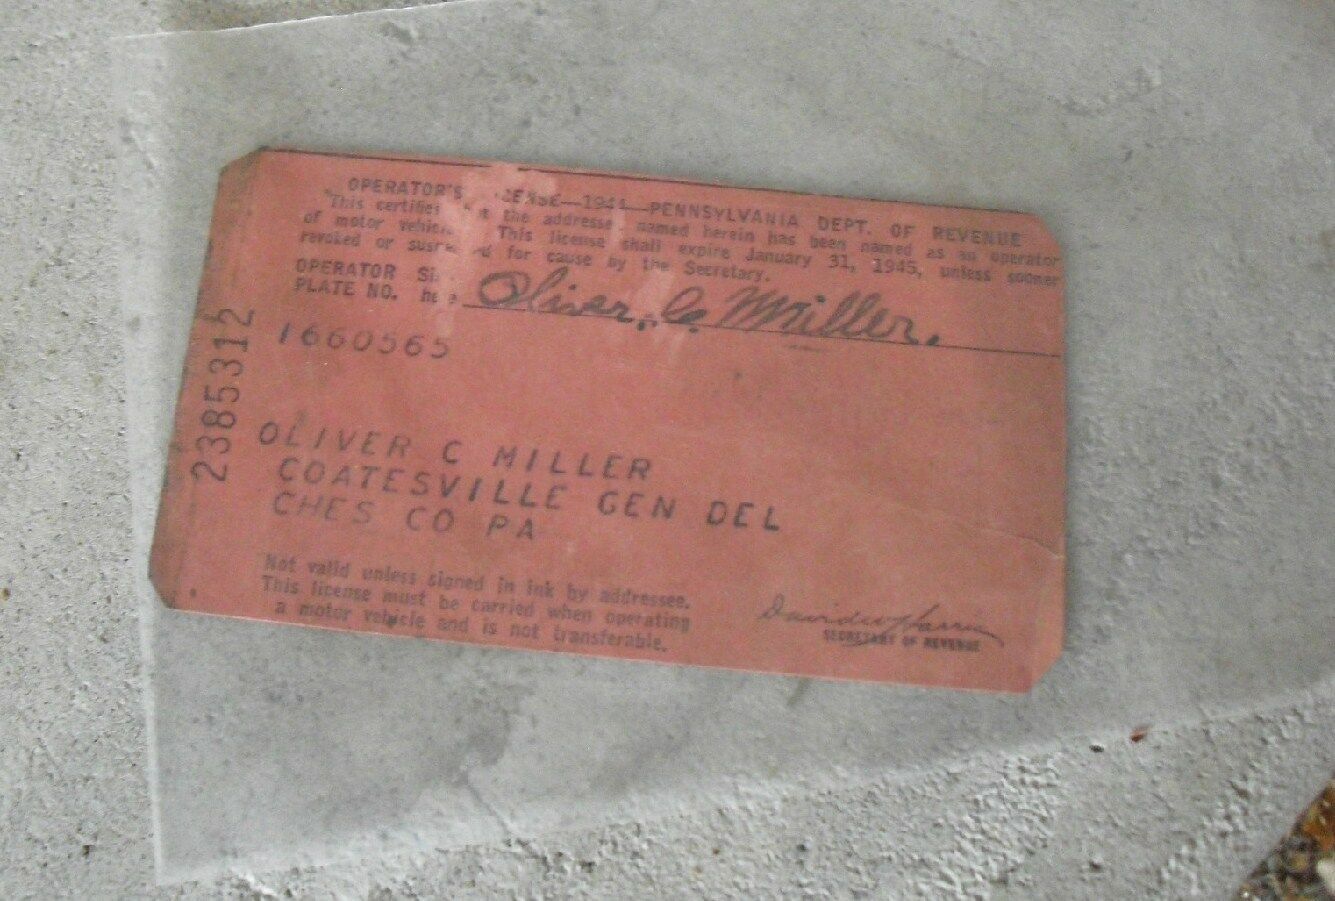 OPERATOR'S CENSE—1944—PENNSYLVANIA DEPT. OF REVENUE
"This certifies the addressee named herein has been named as an operator
of motor vehicle This license shall expire January 31, 1945, unless sooner
revoked or for cause by the Secretary.
OPERATOR
PLATE NO. here Oliver. C. Miller.
1660565
2385312
OLIVER C MILLER
COATESVILLE GEN DEL
CHES CO PA
Not valid unless signed in ink by addressee.
This license must be carried when operating
a motor vehicle and is not transferable.
SECRETARY OF REVENUE